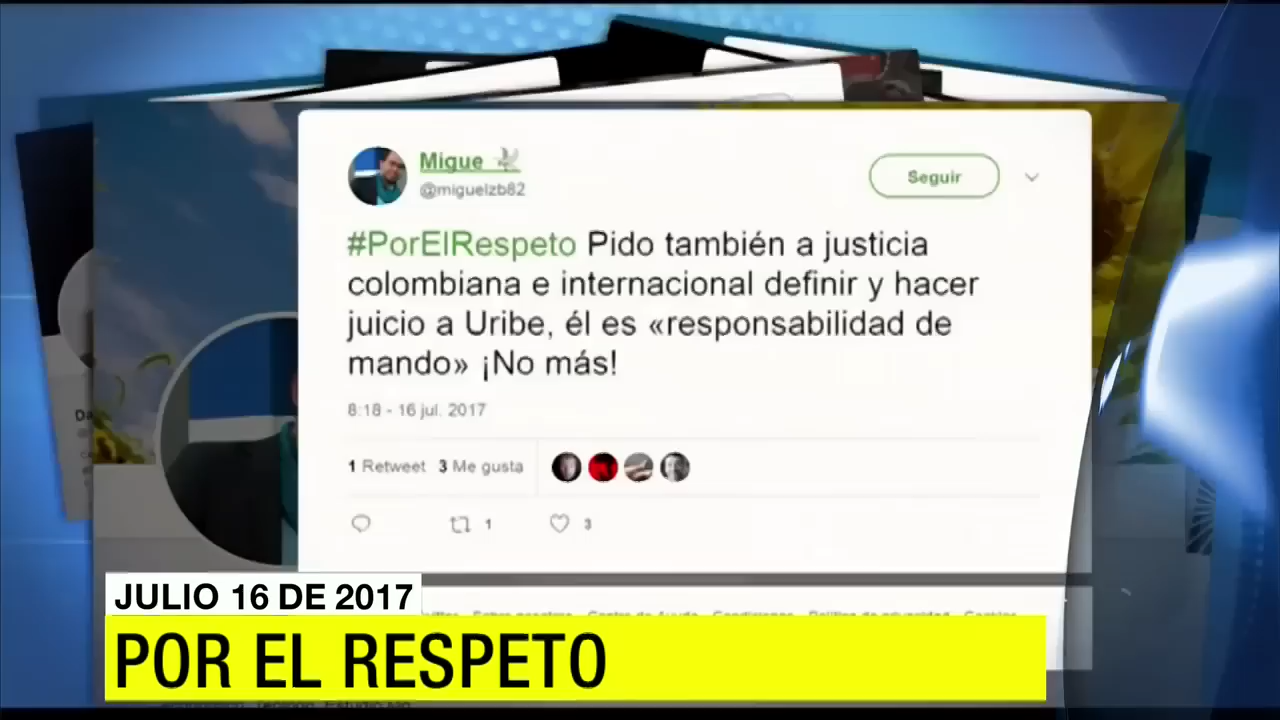 Migue
@miguelzb82
Seguir
#PorElRespeto Pido también a justicia
colombiana e internacional definir y hacer
juicio a Uribe, él es «responsabilidad de
mando» ¡No más!
8:18 - 16 jul. 2017
1 Retweet 3 Me gusta
1 3
JULIO 16 DE 2017
POR EL RESPETO